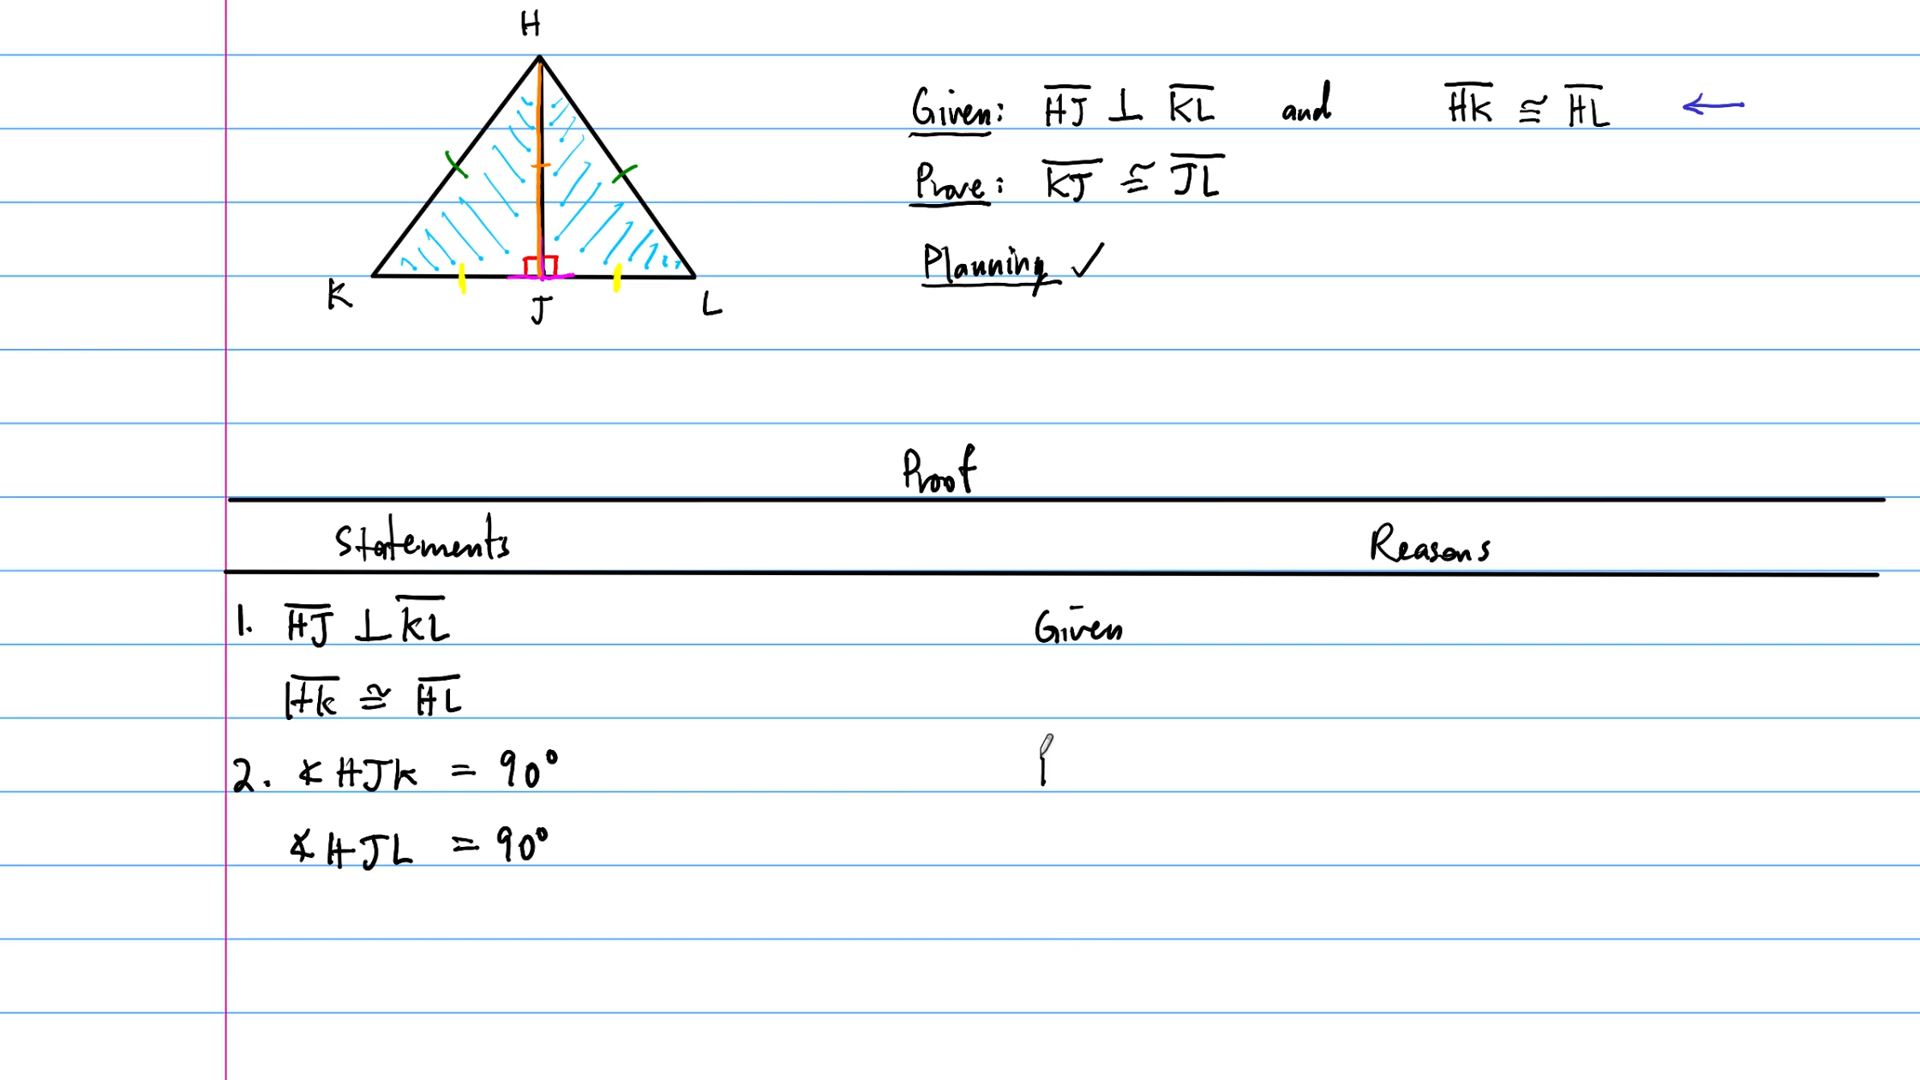 H
K
J
L
Given: HJ ⊥ KL and HK ≅ HL ←
Prove: KJ ≅ JL
Planning ✓
Proof
Statements Reasons
1. HJ ⊥ KL Given
HK ≅ HL
2. ∡ HJK = 90°
∡ HJL = 90°